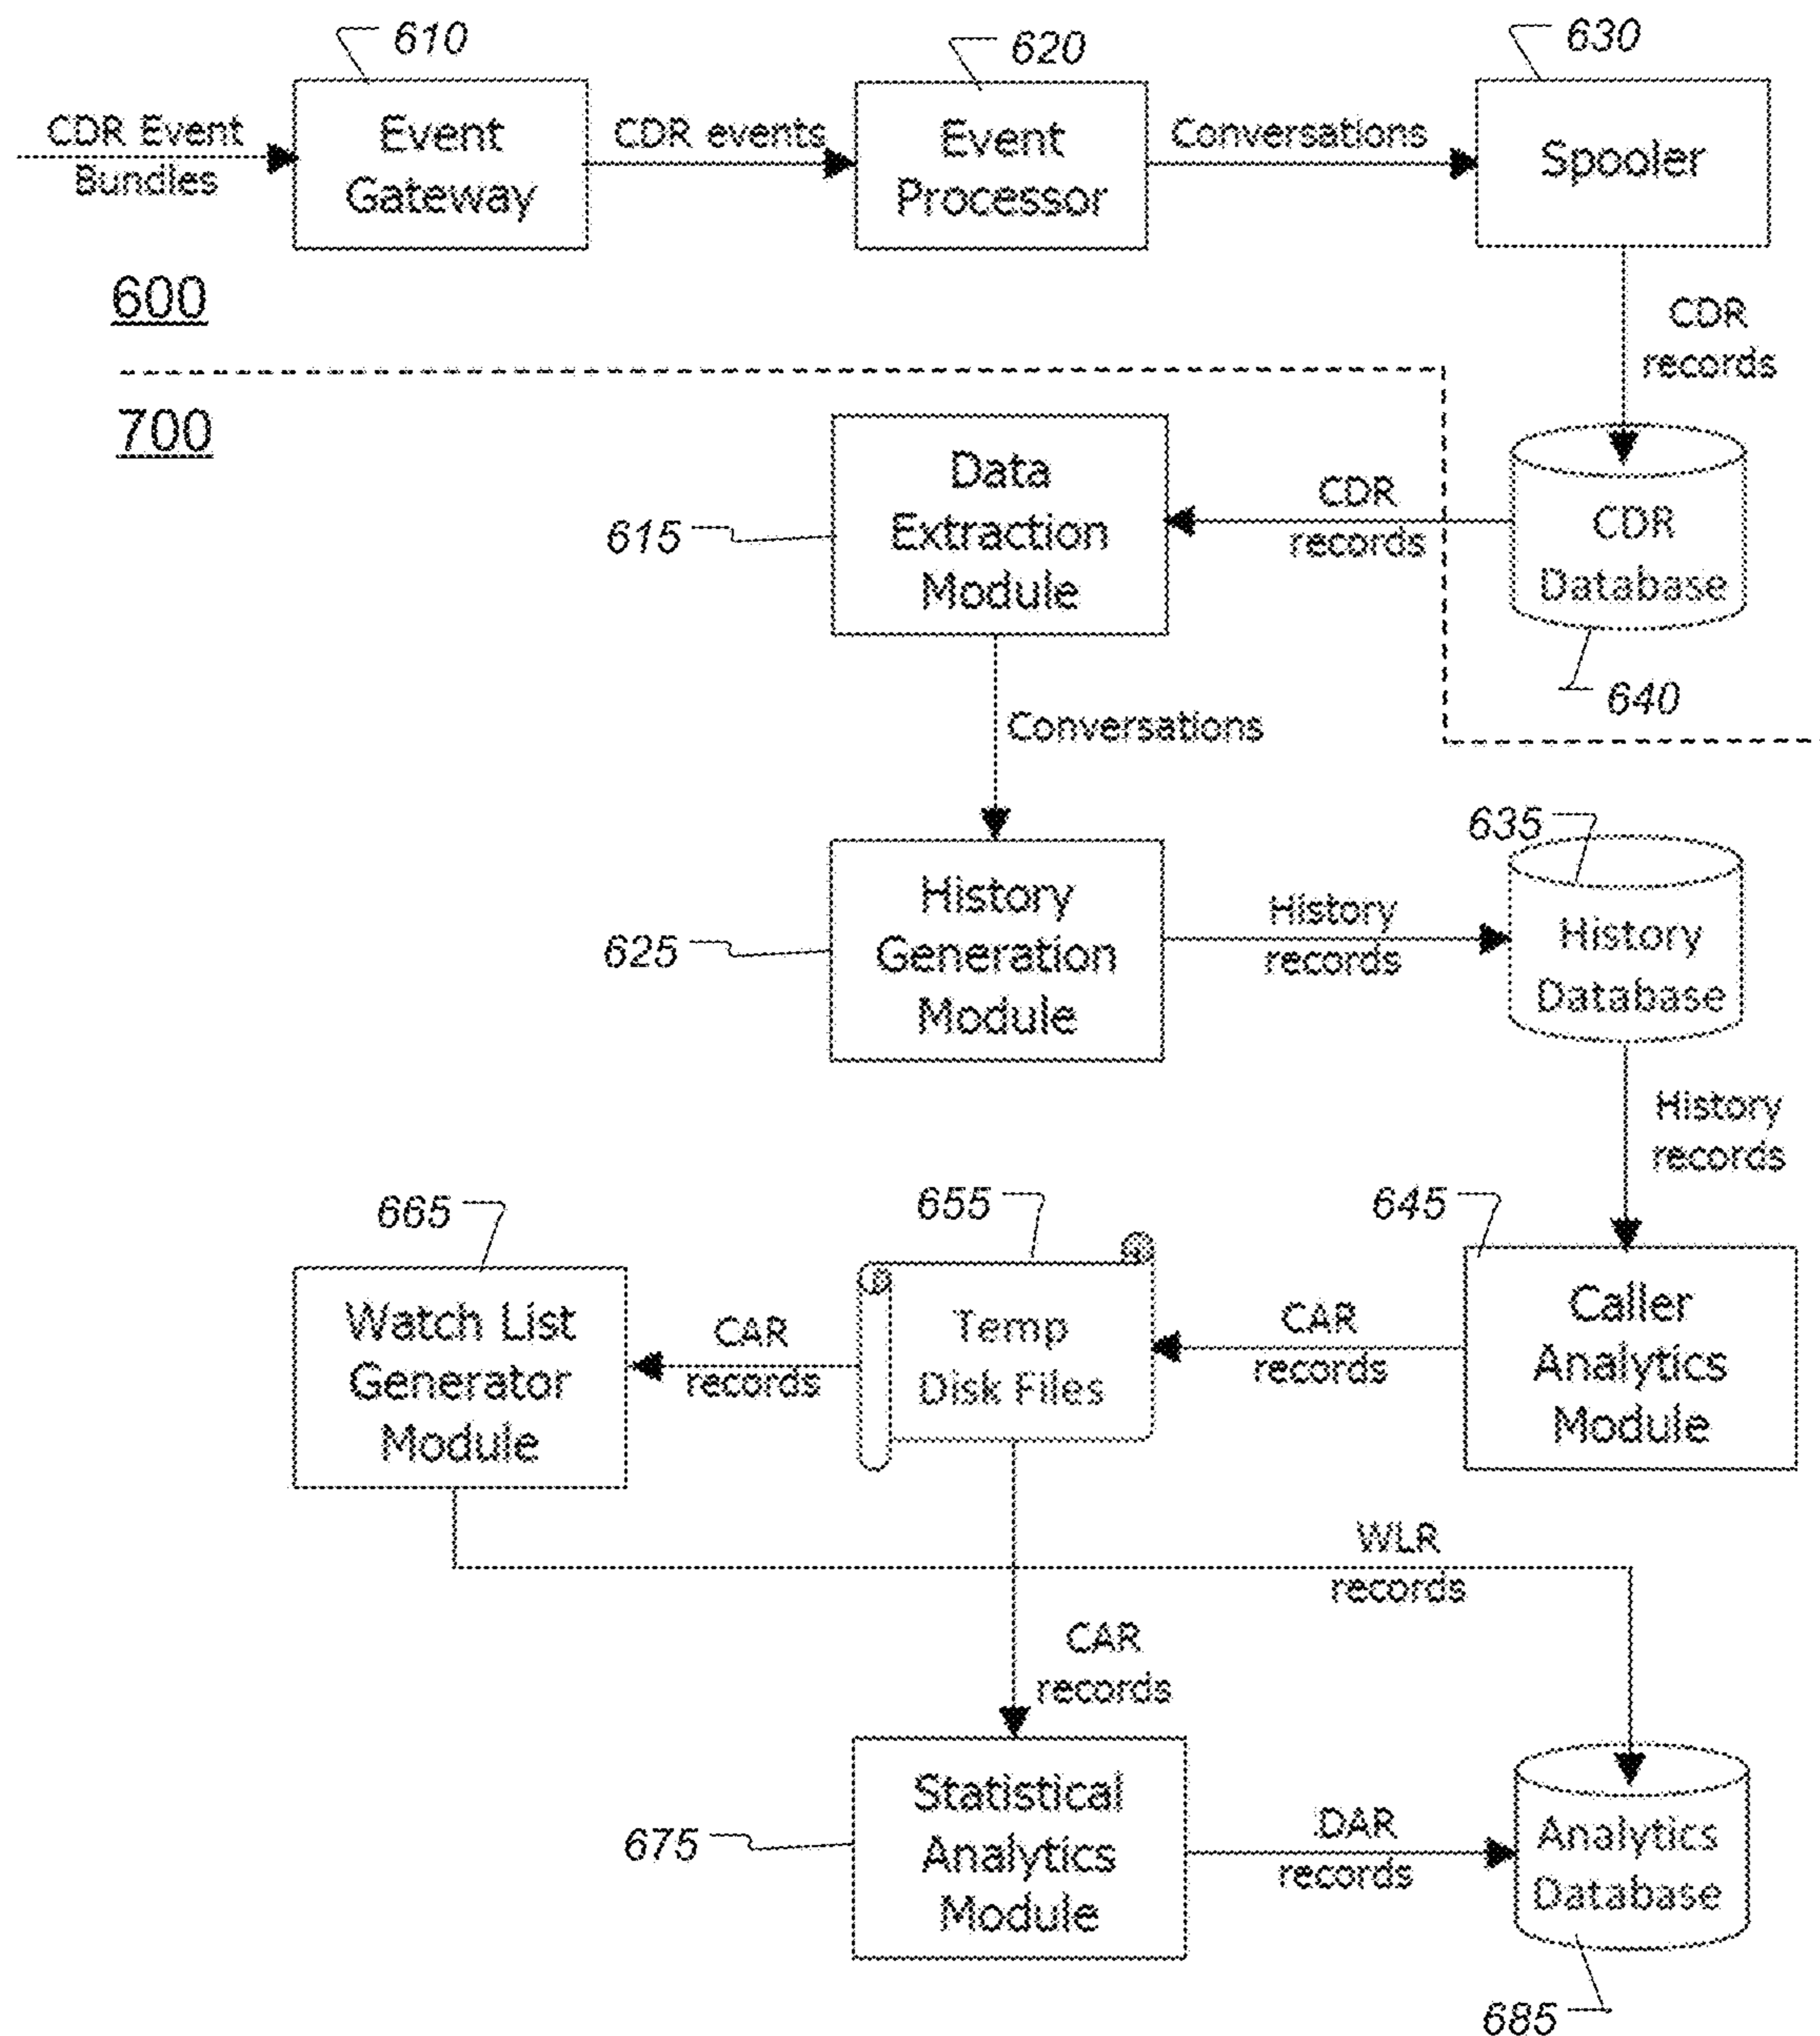 610
620
630
CDR Event
Bundles
Event
Gateway
CDR events
Event
Processor
Conversations
Spooler
600
CDR
records
700
Data
Extraction
Module
615
CDR
records
CDR
Database
640
Conversations
635
History
Generation
Module
625
History
records
History
Database
History
records
665
655
645
Watch List
Generator
Module
CAR
records
Temp
Disk Files
CAR
records
Caller
Analytics
Module
WLR
records
CAR
records
Statistical
Analytics
Module
675
DAR
records
Analytics
Database
685